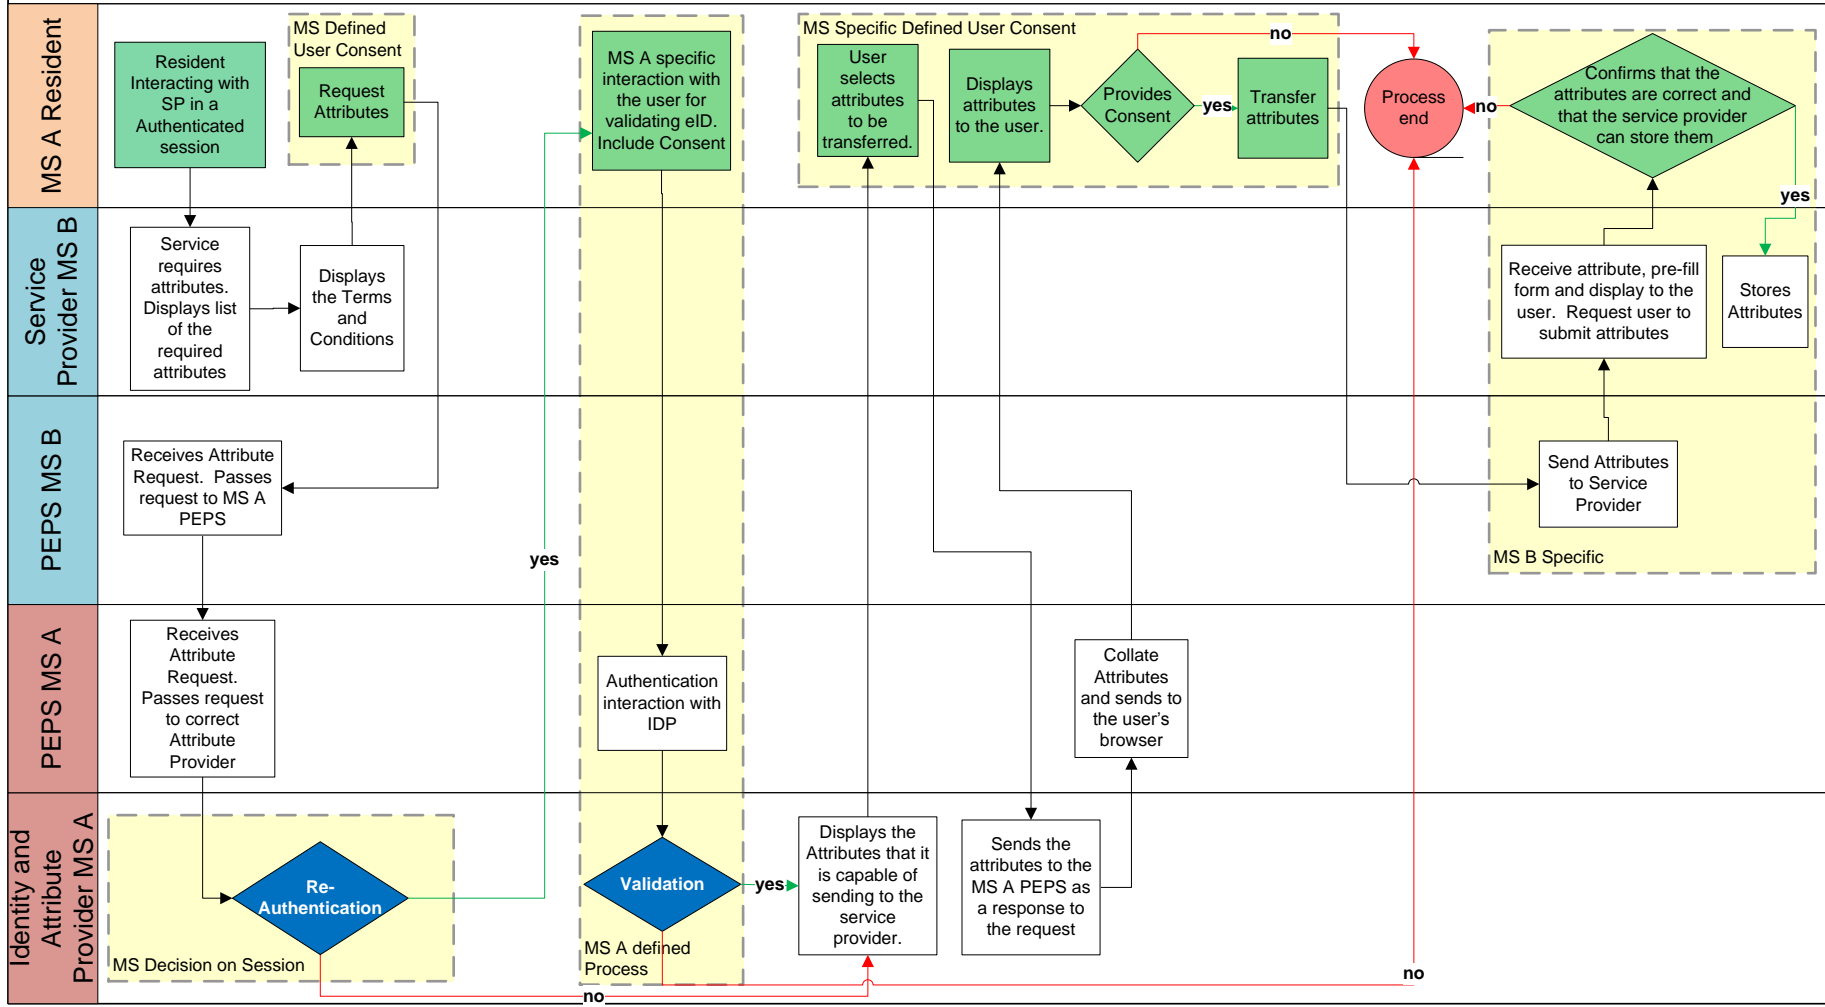 MS A Resident
Resident
Interacting with
SP in a
Authenticated
session
MS Defined
User Consent
Request
Attributes
MS A specific
interaction with
the user for
validating eID.
Include Consent
MS Specific Defined User Consent
User
selects
attributes
to be
transferred.
Displays
attributes
to the user.
Provides
Consent
no
yes
Transfer
attributes
Process
end
no
Confirms that the
attributes are correct and
that the service provider
can store them
yes
Service
Provider MS B
Service
requires
attributes.
Displays list
of the
required
attributes
Displays
the Terms
and
Conditions
Receive attribute, pre-fill
form and display to the
user.  Request user to
submit attributes
Stores
Attributes
PEPS MS B
Receives Attribute
Request.  Passes
request to MS A
PEPS
yes
Send Attributes
to Service
Provider
MS B Specific
PEPS MS A
Receives
Attribute
Request.
Passes request
to correct
Attribute
Provider
Authentication
interaction with
IDP
Collate
Attributes
and sends to
the user's
browser
Identity and
Attribute
Provider MS A
Re-
Authentication
MS Decision on Session
no
Validation
yes
MS A defined
Process
Displays the
Attributes that it
is capable of
sending to the
service
provider.
Sends the
attributes to the
MS A PEPS as
a response to
the request
no